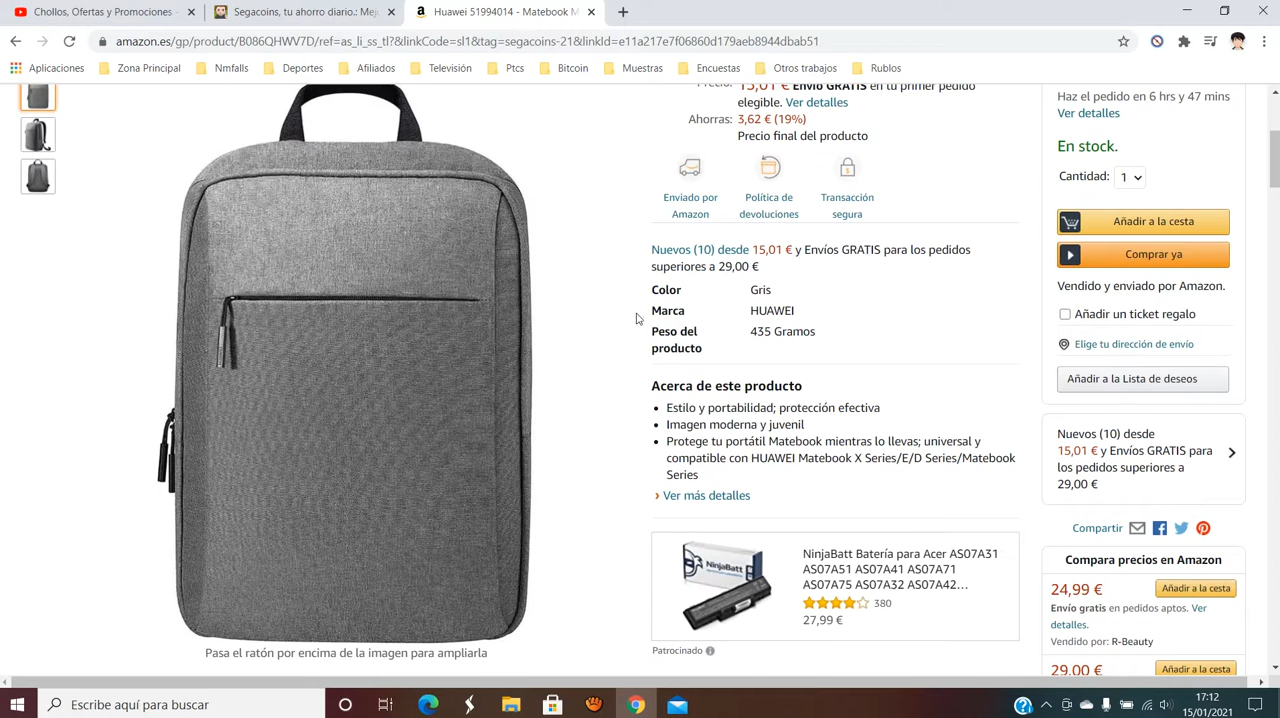 Chollos, Ofertas y Promociones -
Segacoins, tu ahorro diario.: Mej
Huawei 51994014 - Matebook M
amazon.es/gp/product/B086QHWV7D/ref=as_li_ss_tl?&linkCode=sl1&tag=segacoins-21&linkId=e11a217e7f06860d179aeb8944dbab51
Aplicaciones
Zona Principal
Nmfalls
Deportes
Afiliados
Televisión
Ptcs
Bitcoin
Muestras
Encuestas
Otros trabajos
Rublos
Precio: 15,01 € Envío GRATIS en tu primer pedido
elegible. Ver detalles
Ahorras: 3,62 € (19%)
Precio final del producto
Enviado por
Amazon
Política de
devoluciones
Transacción
segura
Nuevos (10) desde 15,01 € y Envíos GRATIS para los pedidos
superiores a 29,00 €
Color Gris
Marca HUAWEI
Peso del 435 Gramos
producto
Acerca de este producto
Estilo y portabilidad; protección efectiva
Imagen moderna y juvenil
Protege tu portátil Matebook mientras lo llevas; universal y
compatible con HUAWEI Matebook X Series/E/D Series/Matebook
Series
Ver más detalles
NinjaBatt
NinjaBatt Batería para Acer AS07A31
AS07A51 AS07A41 AS07A71
AS07A75 AS07A32 AS07A42…
380
27,99 €
Patrocinado
Pasa el ratón por encima de la imagen para ampliarla
Haz el pedido en 6 hrs y 47 mins
Ver detalles
En stock.
Cantidad: 1
Añadir a la cesta
Comprar ya
Vendido y enviado por Amazon.
Añadir un ticket regalo
Elige tu dirección de envío
Añadir a la Lista de deseos
Nuevos (10) desde
15,01 € y Envíos GRATIS para
los pedidos superiores a
29,00 €
Compartir
Compara precios en Amazon
24,99 € Añadir a la cesta
Envío gratis en pedidos aptos. Ver
detalles.
Vendido por: R-Beauty
29,00 € Añadir a la cesta
Escribe aquí para buscar
17:12
15/01/2021